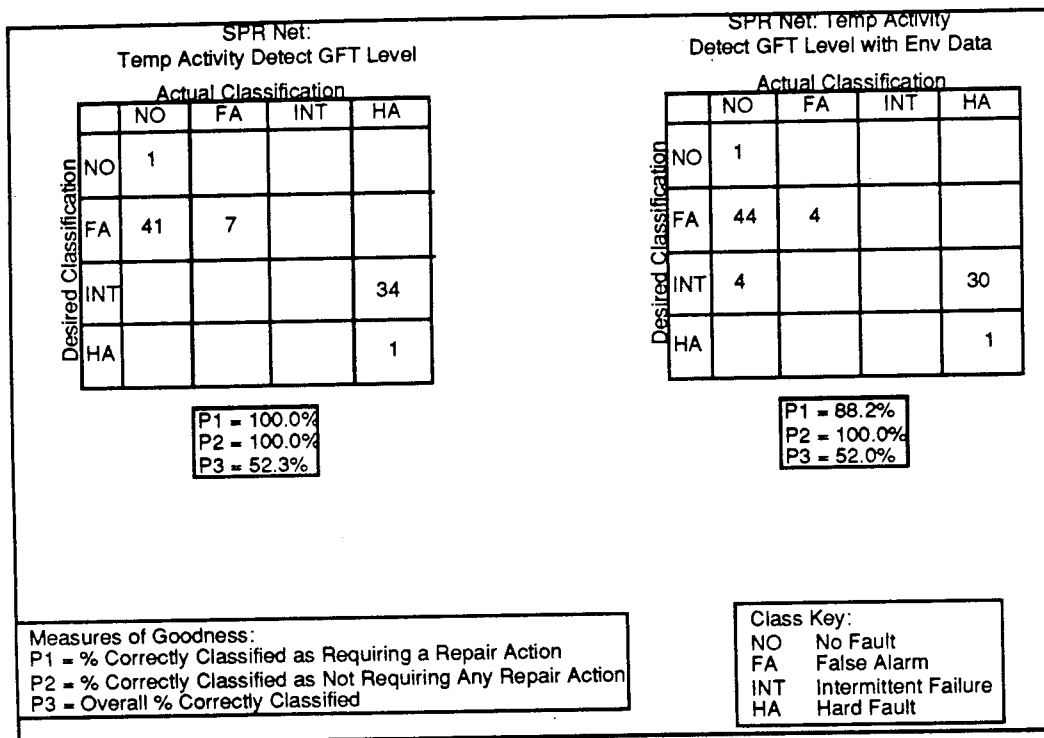 SPR Net:
Temp Activity Detect GFT Level
Actual Classification
NO FA INT HA
Desired Classification
NO 1
FA 41 7
INT 34
HA 1
P1 = 100.0%
P2 = 100.0%
P3 = 52.3%
SPR Net: Temp Activity
Detect GFT Level with Env Data
Actual Classification
NO FA INT HA
Desired Classification
NO 1
FA 44 4
INT 4 30
HA 1
P1 = 88.2%
P2 = 100.0%
P3 = 52.0%
Measures of Goodness:
P1 = % Correctly Classified as Requiring a Repair Action
P2 = % Correctly Classified as Not Requiring Any Repair Action
P3 = Overall % Correctly Classified
Class Key:
NO No Fault
FA False Alarm
INT Intermittent Failure
HA Hard Fault